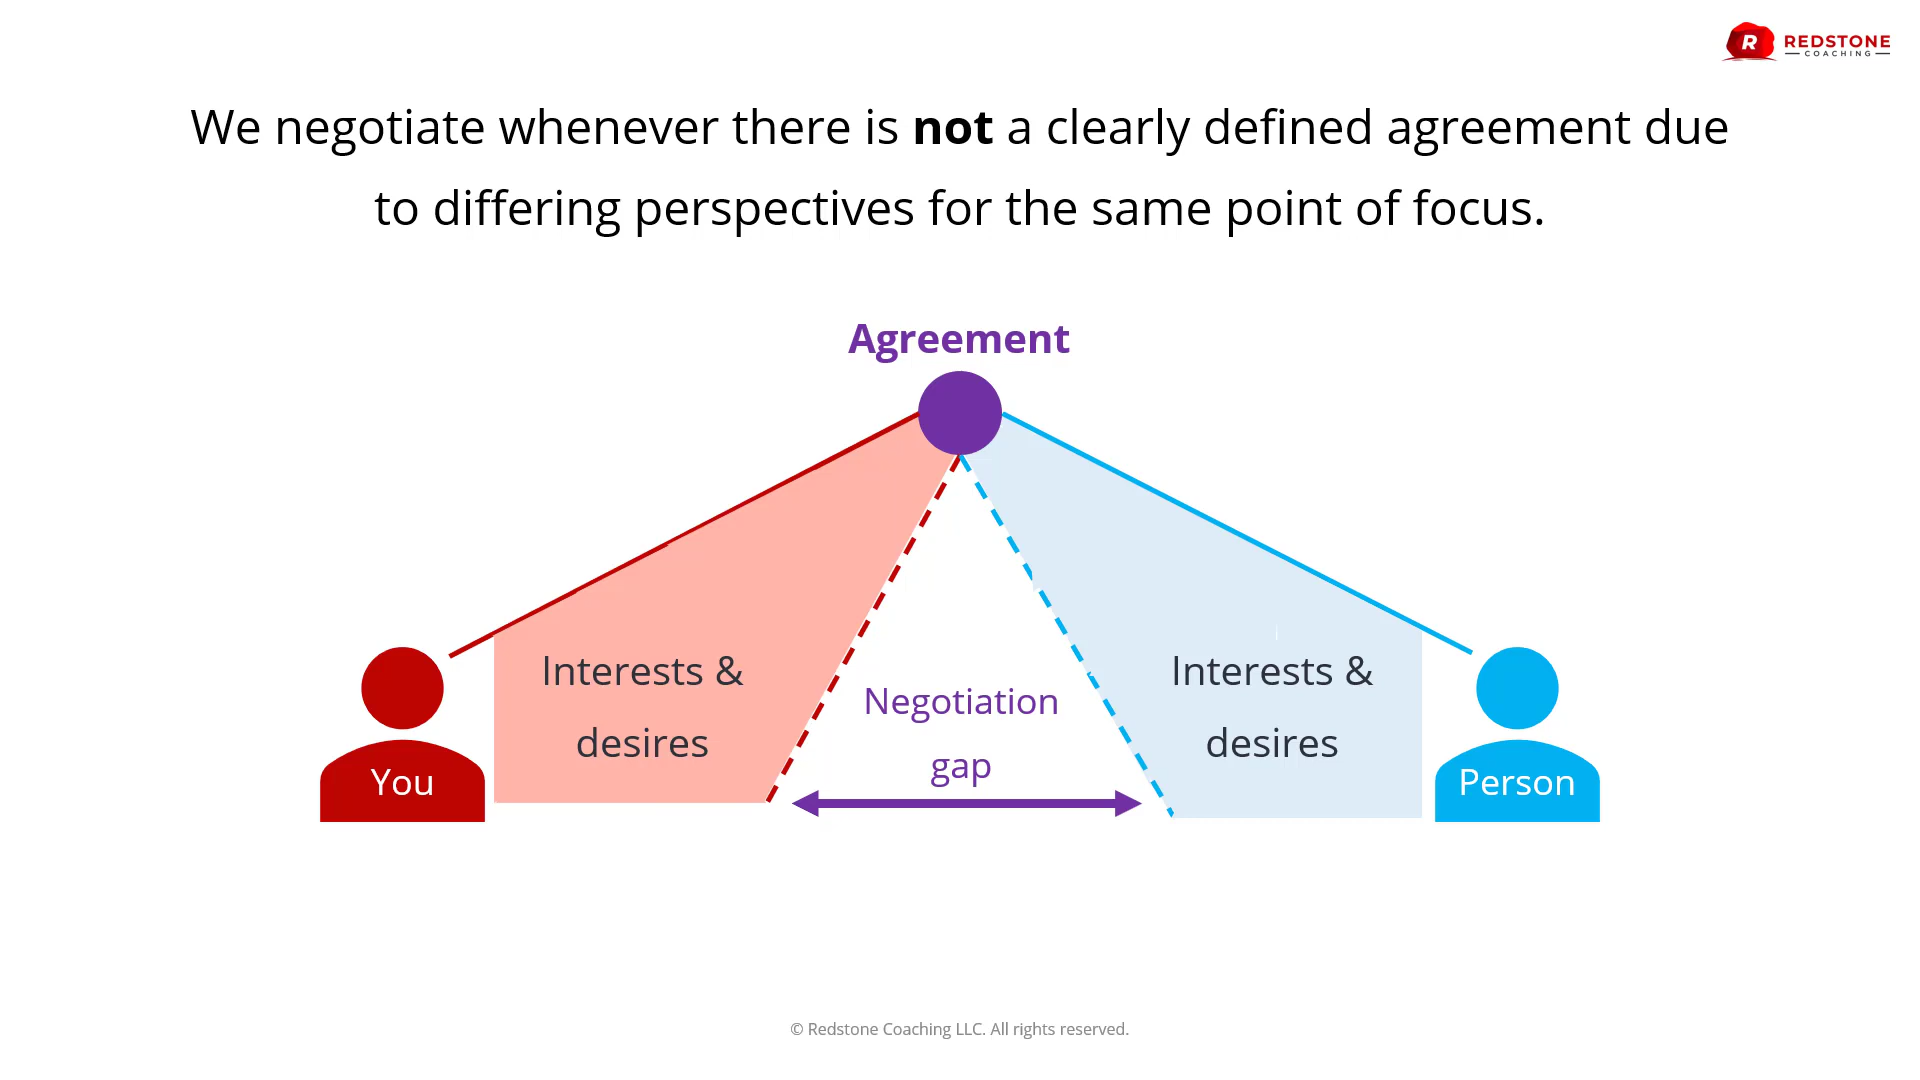 R REDSTONE
COACHING
We negotiate whenever there is not a clearly defined agreement due
to differing perspectives for the same point of focus.
Agreement
Interests &
desires
Negotiation
gap
Interests &
desires
You
Person
© Redstone Coaching LLC. All rights reserved.